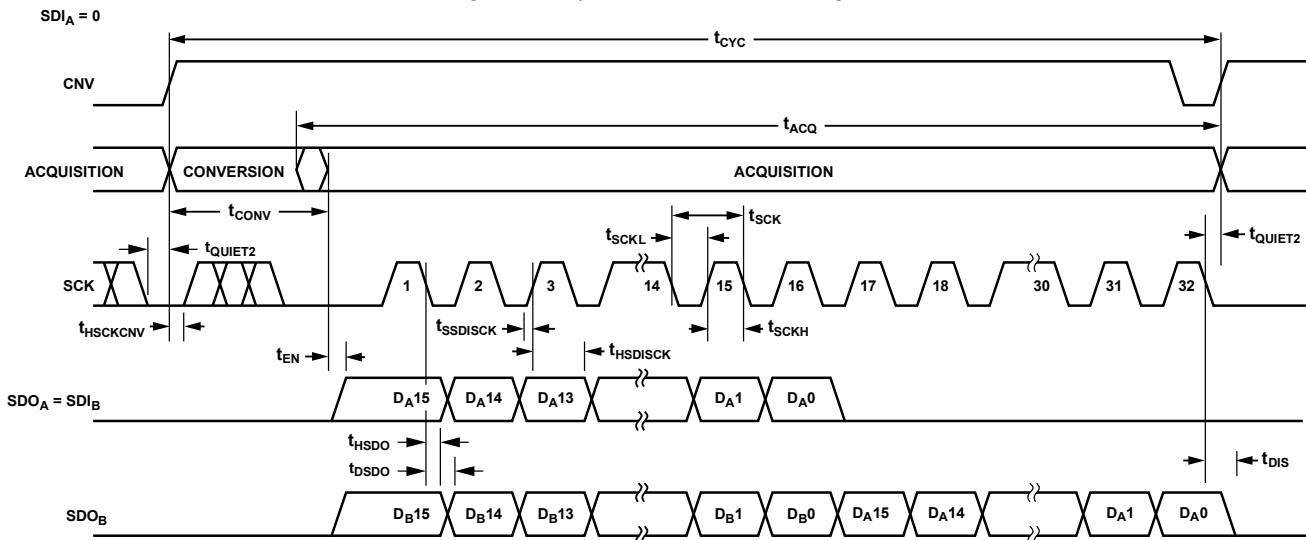 SDIA = 0
tCYC
CNV
tACQ
ACQUISITION CONVERSION ACQUISITION
tCONV
tSCK
tSCKL
tQUIET2 tQUIET2
SCK 1 2 3 14 15 16 17 18 30 31 32
tHSCKCNV tSSDISCK tSCKH
tEN tHSDISCK
SDOA = SDIB DA15 DA14 DA13 DA1 DA0
tHSDO
tDSDO tDIS
SDOB DB15 DB14 DB13 DB1 DB0 DA15 DA14 DA1 DA0